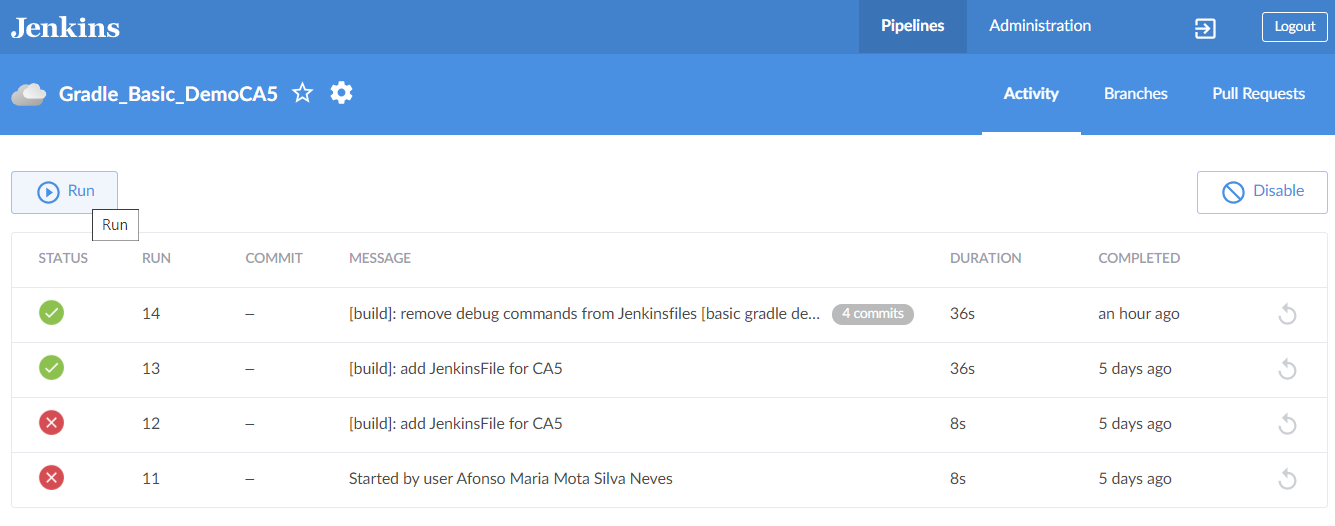 Jenkins
Pipelines Administration Logout
Gradle_Basic_DemoCA5 Activity Branches Pull Requests
Run Disable
Run
STATUS RUN COMMIT MESSAGE DURATION COMPLETED
14 — [build]: remove debug commands from Jenkinsfiles [basic gradle de... 4 commits 36s an hour ago
13 — [build]: add JenkinsFile for CA5 36s 5 days ago
12 — [build]: add JenkinsFile for CA5 8s 5 days ago
11 — Started by user Afonso Maria Mota Silva Neves 8s 5 days ago